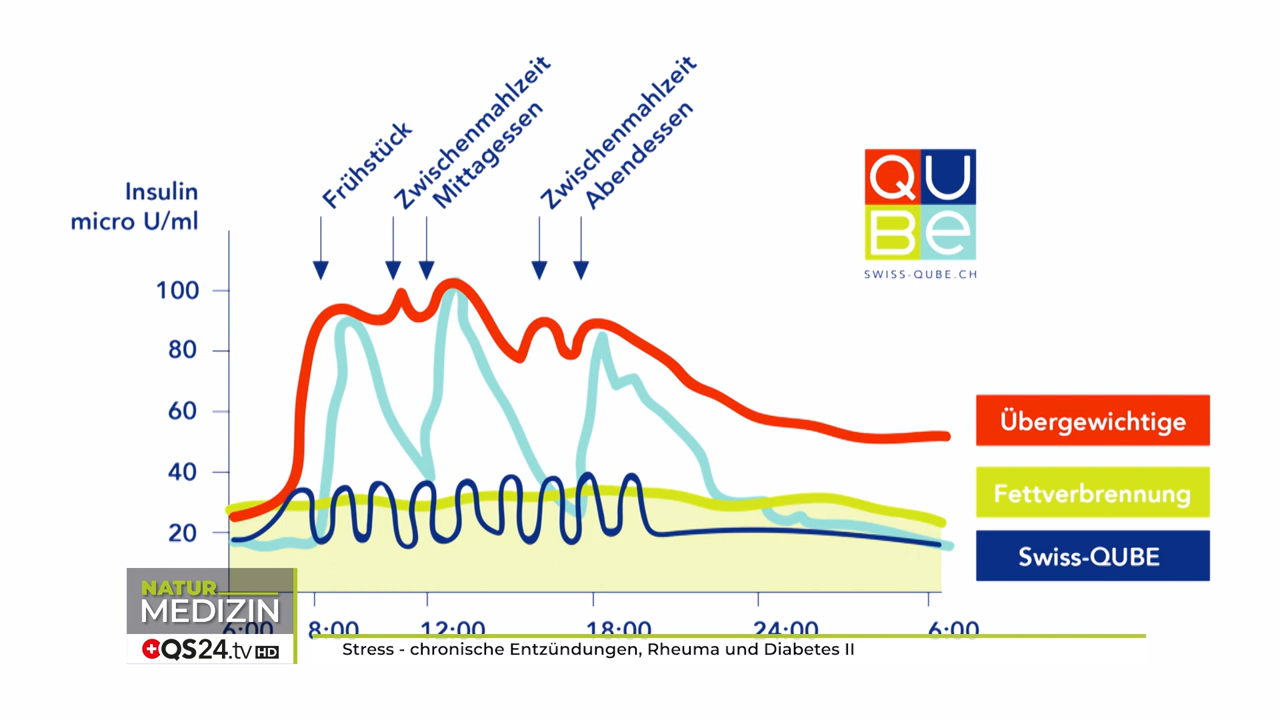 Frühstück
Zwischenmahlzeit
Mittagessen
Zwischenmahlzeit
Abendessen
Insulin
micro U/ml
100
80
60
40
20
QU
Be
SWISS-QUBE.CH
Übergewichtige
Fettverbrennung
Swiss-QUBE
6:00 8:00 12:00 18:00 24:00 6:00
NATUR
MEDIZIN
QS24.tv HD
Stress - chronische Entzündungen, Rheuma und Diabetes II